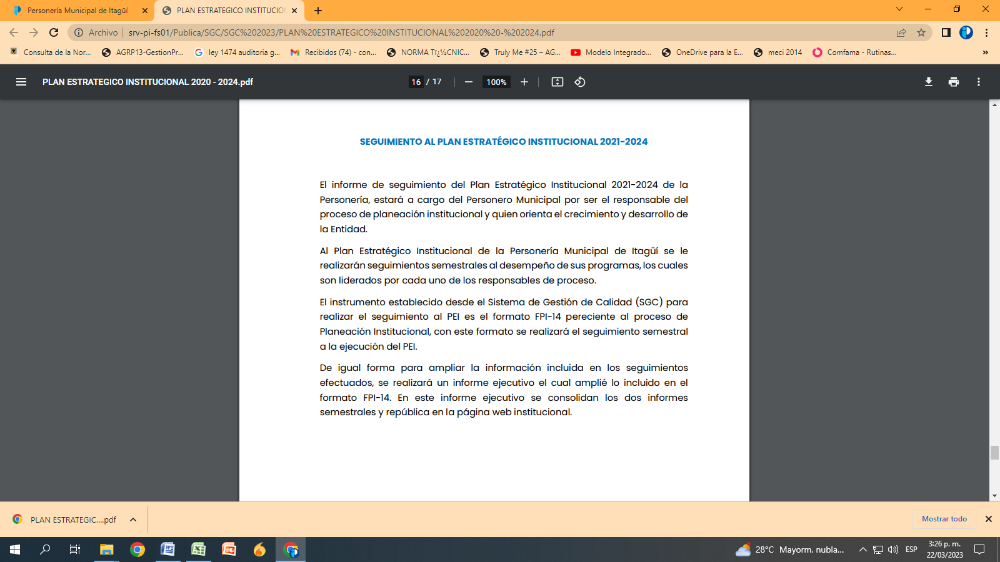 Personería Municipal de Itagüí
PLAN ESTRATEGICO INSTITUCION
Archivo
srv-pi-fs01/Publica/SGC/SGC%202023/PLAN%20ESTRATEGICO%20INSTITUCIONAL%202020%20-%202024.pdf
Consulta de la Nor...
AGRP13-GestionPr...
ley 1474 auditoria g...
Recibidos (74) - con...
NORMA Tï¿½CNIC...
Truly Me #25 – AG...
Modelo Integrado...
OneDrive para la E...
meci 2014
Comfama - Rutinas...
»
PLAN ESTRATEGICO INSTITUCIONAL 2020 - 2024.pdf
16 / 17
100%
SEGUIMIENTO AL PLAN ESTRATÉGICO INSTITUCIONAL 2021-2024
El informe de seguimiento del Plan Estratégico Institucional 2021-2024 de la
Personería, estará a cargo del Personero Municipal por ser el responsable del
proceso de planeación institucional y quien orienta el crecimiento y desarrollo de
la Entidad.
Al Plan Estratégico Institucional de la Personería Municipal de Itagüí se le
realizarán seguimientos semestrales al desempeño de sus programas, los cuales
son liderados por cada uno de los responsables de proceso.
El instrumento establecido desde el Sistema de Gestión de Calidad (SGC) para
realizar el seguimiento al PEI es el formato FPI-14 pereciente al proceso de
Planeación Institucional, con este formato se realizará el seguimiento semestral
a la ejecución del PEI.
De igual forma para ampliar la información incluida en los seguimientos
efectuados, se realizará un informe ejecutivo el cual amplié lo incluido en el
formato FPI-14. En este informe ejecutivo se consolidan los dos informes
semestrales y república en la página web institucional.
PLAN ESTRATEGIC....pdf
Mostrar todo
28°C Mayorm. nubla...
ESP
3:26 p. m.
22/03/2023